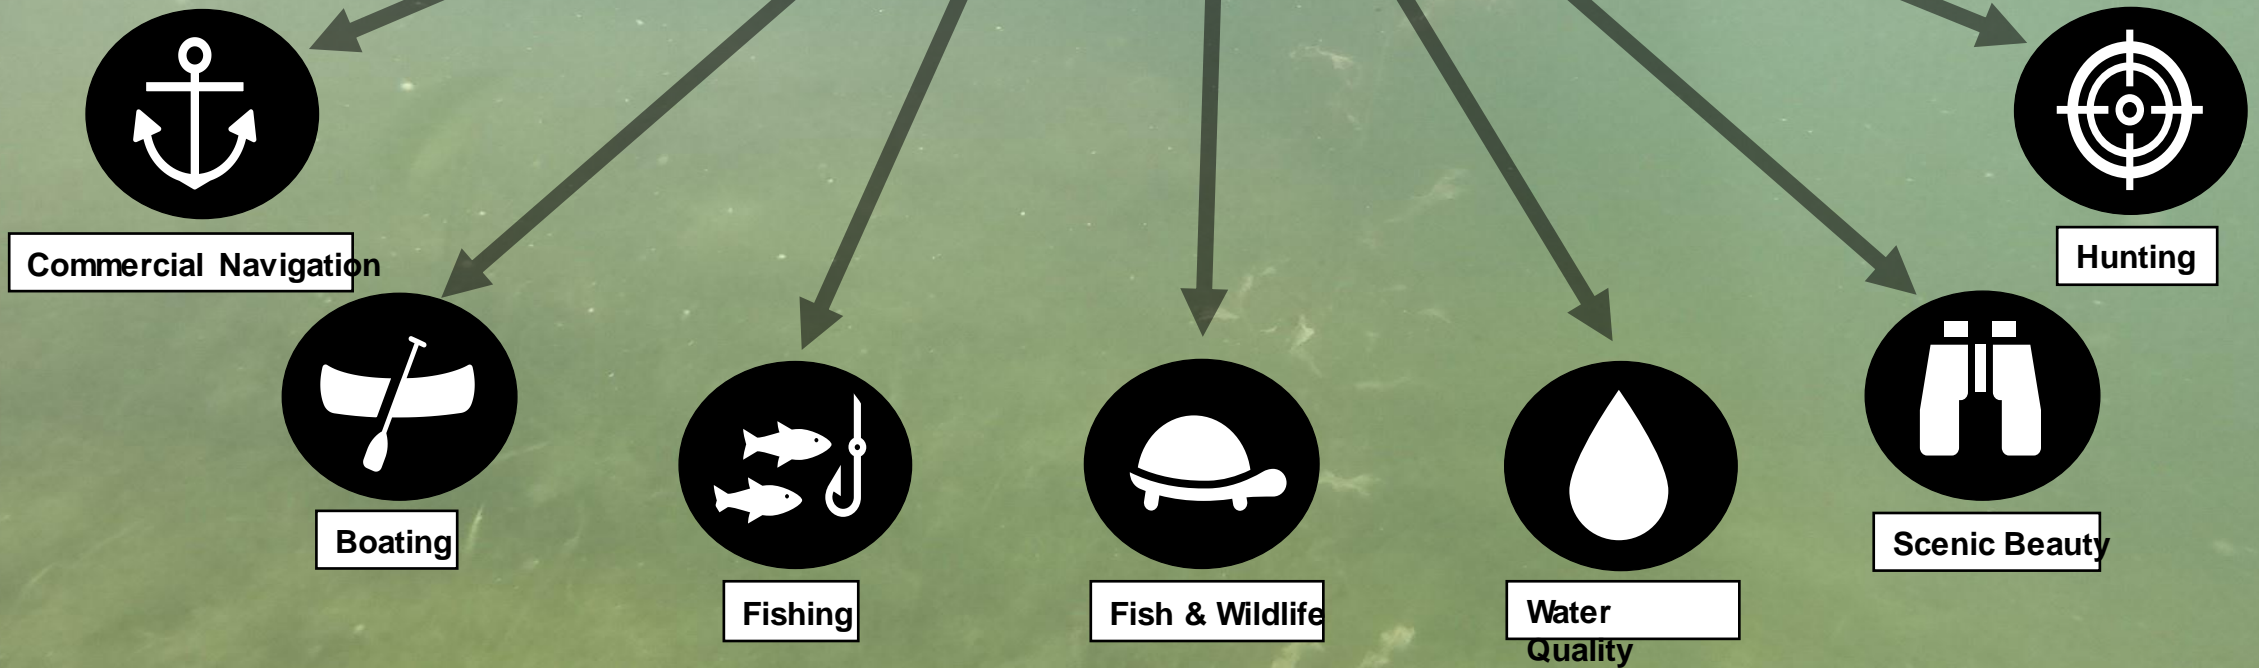 Commercial Navigation
Hunting
Boating
Scenic Beauty
Fishing
Fish & Wildlife
Water
Quality